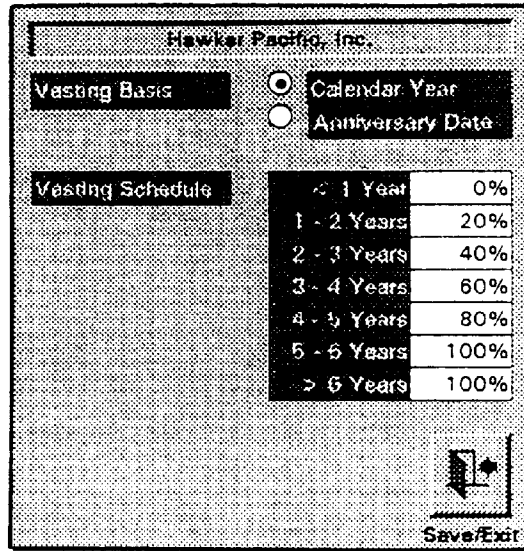 Hawker Pacific, Inc.
Vesting Basis
Calendar Year
Anniversary Date
Vesting Schedule
< 1 Year 0%
1 - 2 Years 20%
2 - 3 Years 40%
3 - 4 Years 60%
4 - 5 Years 80%
5 - 6 Years 100%
> 6 Years 100%
Save/Exit